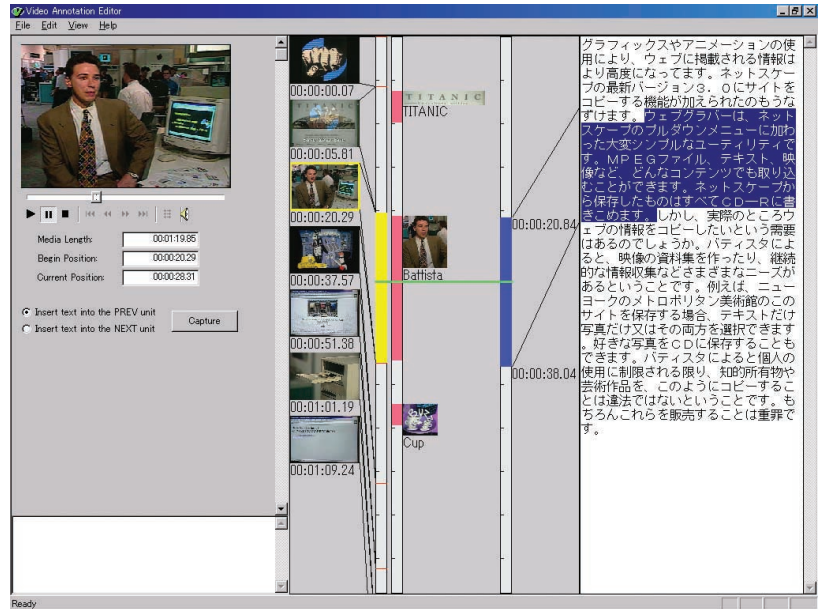 Video Annotation Editor
File Edit View Help
Media Length: 00:01:19.85
Begin Position: 00:00:20.29
Current Position: 00:00:28.31
Insert text into the PREV unit
Insert text into the NEXT unit
Capture
00:00:00.07
00:00:05.81
00:00:20.29
00:00:37.57
00:00:51.38
00:01:01.19
00:01:09.24
TITANIC
TITANIC
Battista
Cup
00:00:20.84
00:00:38.04
グラフィックスやアニメーションの使
用により、ウェブに掲載される情報は
より高度になってます。ネットスケー
プの最新バージョン3.0にサイトを
コピーする機能が加えられたのもうな
ずけます。ウェブグラバーは、ネット
スケープのプルダウンメニューに加わ
った大変シンプルなユーティリティで
す。MPEGファイル、テキスト、映
像など、どんなコンテンツでも取り込
むことができます。ネットスケープか
ら保存したものはすべてCD－Rに書
きこめます。しかし、実際のところウ
ェブの情報をコピーしたいという需要
はあるのでしょうか。バティスタによ
ると、映像の資料集を作ったり、継続
的な情報収集などさまざまなニーズが
あるということです。例えば、ニュー
ヨークのメトロポリタン美術館のこの
サイトを保存する場合、テキストだけ
写真だけ又はその両方を選択できます
。好きな写真をCDに保存することも
できます。バティスタによると個人の
使用に制限される限り、知的所有物や
芸術作品を、このようにコピーするこ
とは違法ではないということです。も
ちろんこれらを販売することは重罪で
す。
Ready